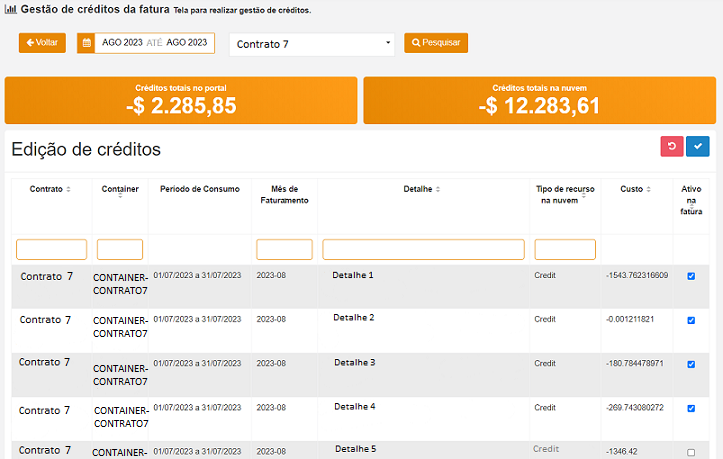 Gestão de créditos da fatura Tela para realizar gestão de créditos.
Voltar AGO 2023 ATÉ AGO 2023 Contrato 7 Pesquisar
Créditos totais no portal
-$ 2.285,85
Créditos totais na nuvem
-$ 12.283,61
Edição de créditos
Contrato Container Período de Consumo Mês de Faturamento Detalhe Tipo de recurso na nuvem Custo Ativo na fatura
Contrato 7 CONTAINER-CONTRATO7 01/07/2023 a 31/07/2023 2023-08 Detalhe 1 Credit -1543.762316609
Contrato 7 CONTAINER-CONTRATO7 01/07/2023 a 31/07/2023 2023-08 Detalhe 2 Credit -0.001211821
Contrato 7 CONTAINER-CONTRATO7 01/07/2023 a 31/07/2023 2023-08 Detalhe 3 Credit -180.784478971
Contrato 7 CONTAINER-CONTRATO7 01/07/2023 a 31/07/2023 2023-08 Detalhe 4 Credit -269.743080272
Contrato 7 CONTAINER- 01/07/2023 a 31/07/2023 2023-08 Detalhe 5 Credit -1346.42